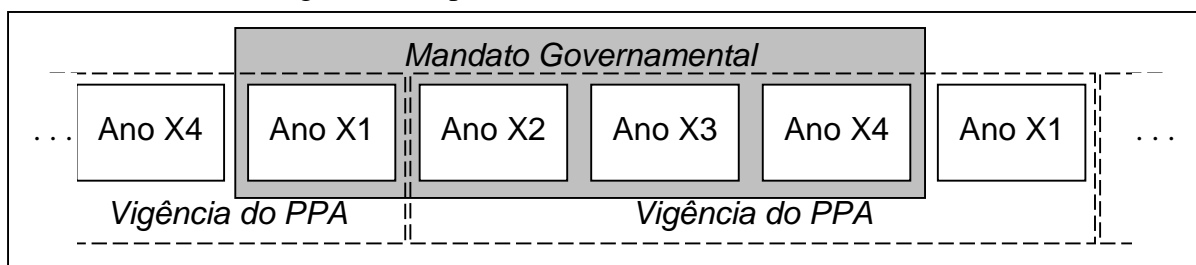 Mandato Governamental
. . . Ano X4 Ano X1 Ano X2 Ano X3 Ano X4 Ano X1 . . .
Vigência do PPA Vigência do PPA